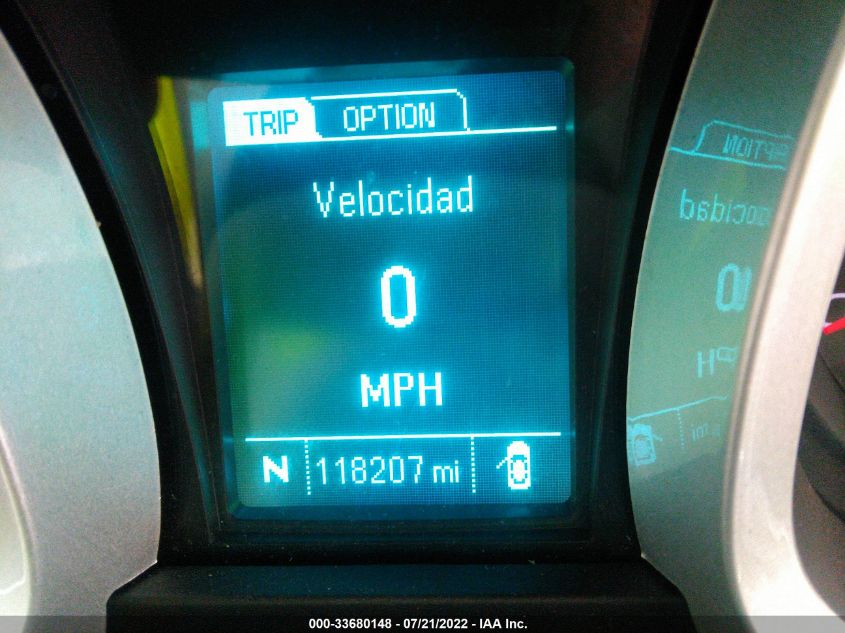 TRIP OPTION
Velocidad
0
MPH
N 118207 mi
000-33680148 - 07/21/2022 - IAA Inc.